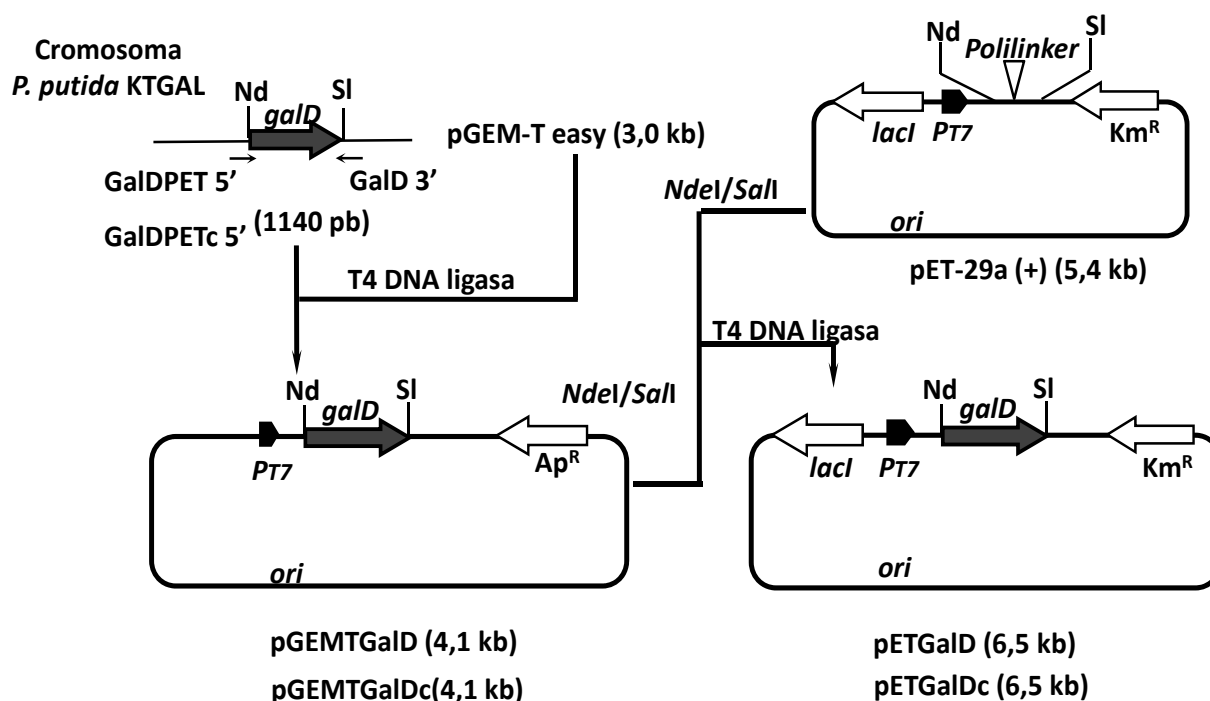 Cromosoma
P. putida KTGAL
Nd
Sl
galD
GalDPET 5’
GalD 3’
GalDPETc 5’
(1140 pb)
pGEM-T easy (3,0 kb)
T4 DNA ligasa
Nd
Polilinker
Sl
lacI
PT7
KmR
ori
pET-29a (+) (5,4 kb)
NdeI/SalI
T4 DNA ligasa
NdeI/SalI
Nd
Sl
galD
PT7
ApR
ori
pGEMTGalD (4,1 kb)
pGEMTGalDc(4,1 kb)
Nd
Sl
galD
lacI
PT7
KmR
ori
pETGalD (6,5 kb)
pETGalDc (6,5 kb)